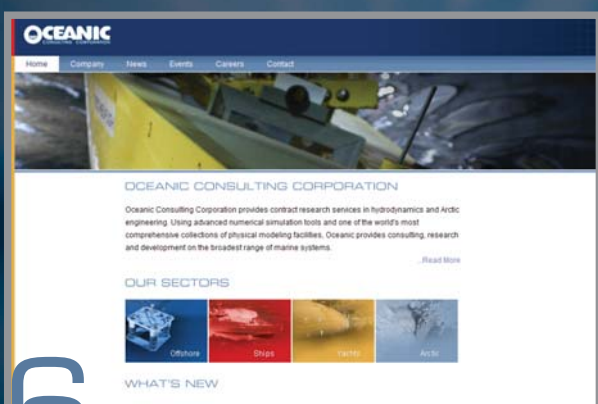 OCEANIC
CONSULTING CORPORATION
Home Company News Events Careers Contact
OCEANIC CONSULTING CORPORATION
Oceanic Consulting Corporation provides contract research services in hydrodynamics and Arctic
engineering. Using advanced numerical simulation tools and one of the world's most
comprehensive collections of physical modeling facilities, Oceanic provides consulting, research
and development on the broadest range of marine systems.
...Read More
OUR SECTORS
Offshore Ships Yachts Arctic
WHAT'S NEW